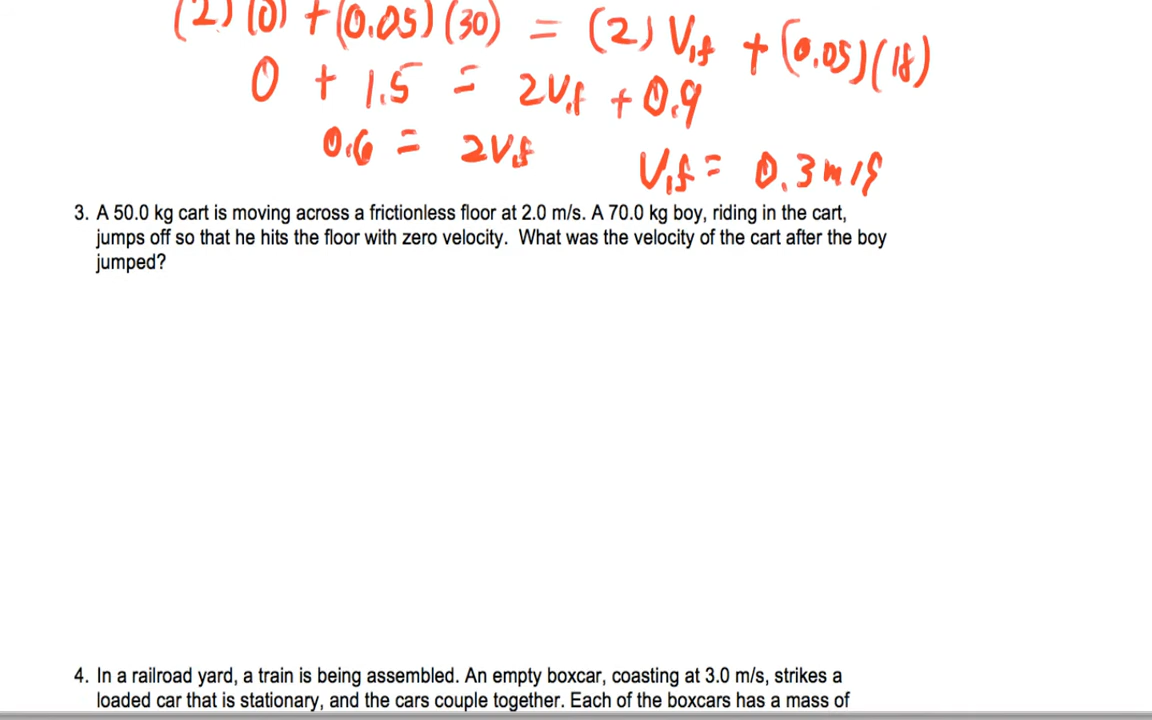 (2) (0) + (0.05) (30) = (2) V1f + (0.05)(18)
0 + 1.5 = 2V1f + 0.9
0.6 = 2V1f V1f = 0.3 m/s
3. A 50.0 kg cart is moving across a frictionless floor at 2.0 m/s. A 70.0 kg boy, riding in the cart,
jumps off so that he hits the floor with zero velocity. What was the velocity of the cart after the boy
jumped?
4. In a railroad yard, a train is being assembled. An empty boxcar, coasting at 3.0 m/s, strikes a
loaded car that is stationary, and the cars couple together. Each of the boxcars has a mass of